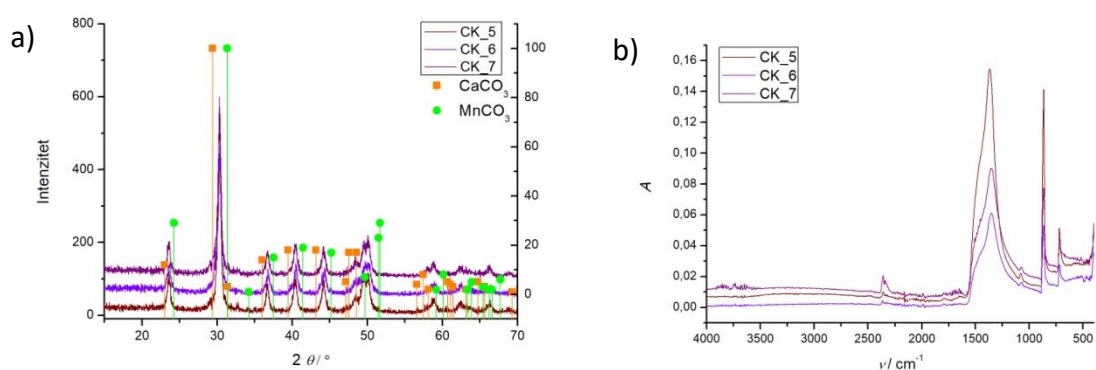 a)
800
600
400
200
0
Intenzitet
100
80
60
40
20
0
20
30
40
50
60
70
2 θ/ °
CK_5
CK_6
CK_7
CaCO3
MnCO3
b)
0,16
0,14
0,12
0,10
0,08
0,06
0,04
0,02
0,00
A
4000
3500
3000
2500
2000
1500
1000
500
ν/ cm-1
CK_5
CK_6
CK_7